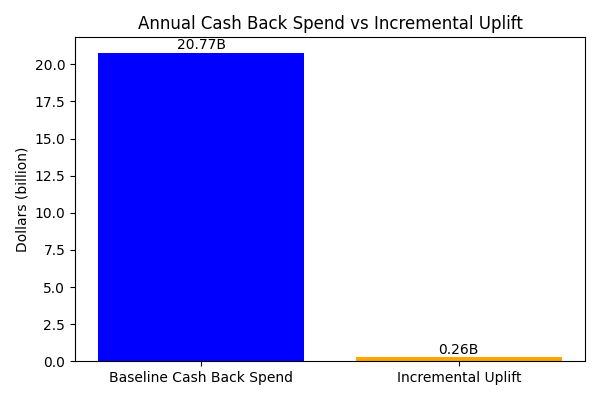 Annual Cash Back Spend vs Incremental Uplift
20.77B
20.0
17.5
15.0
12.5
10.0
7.5
5.0
2.5
0.0
Dollars (billion)
0.26B
Baseline Cash Back Spend
Incremental Uplift